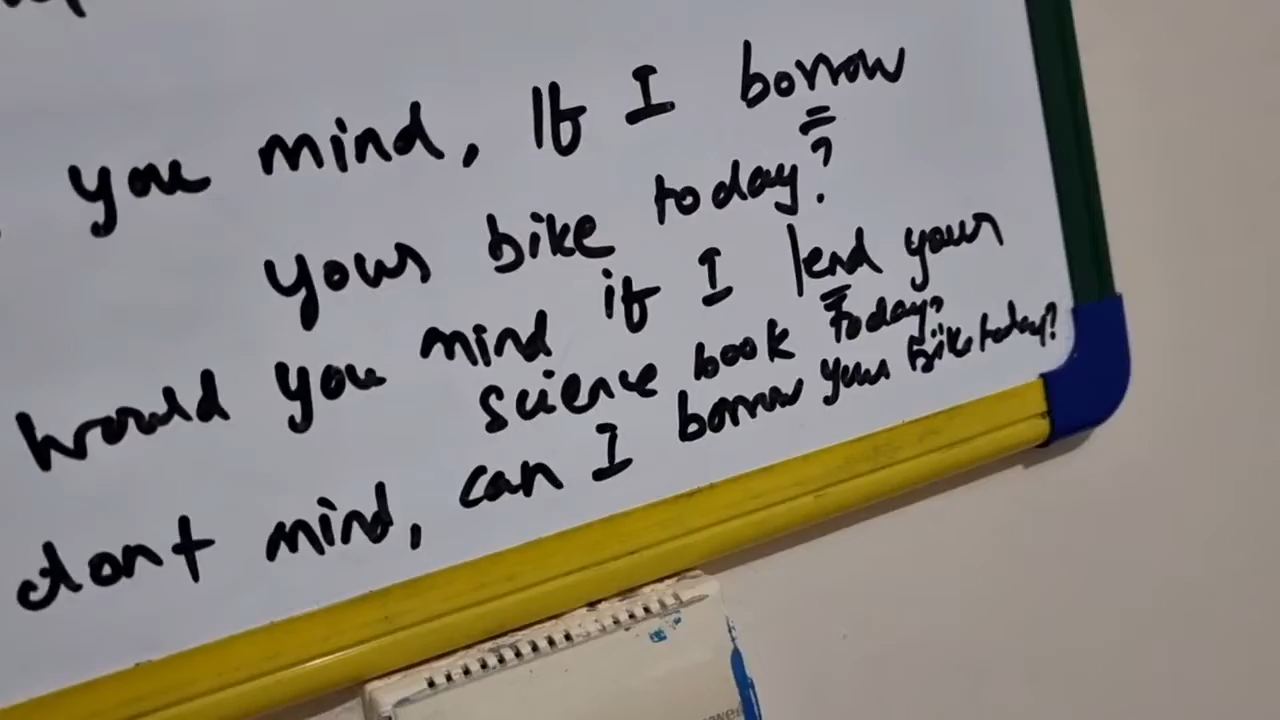 you mind, If I borrow
your bike today?
would you mind if I lend your
science book today?
dont mind, can I borrow your bike today?